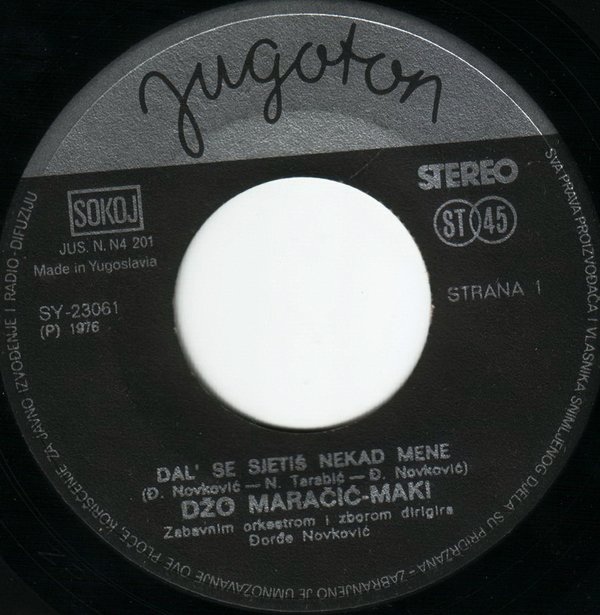 jugoton
STEREO
SOKOJ
ST 45
JUS. N. N4 201
Made in Yugoslavia
STRANA 1
SY-23061
(P) 1976
DAL' SE SJETIŠ NEKAD MENE
(Đ. Novković — N. Tarabić — Đ. Novković)
DŽO MARAČIĆ-MAKI
Zabavnim orkestrom i zborom dirigira
Đorđe Novković
SVA PRAVA PROIZVOĐAČA I VLASNIKA SNIMLJENOG DJELA SU PRIDRŽANA - ZABRANJENO JE UMNOŽAVANJE OVE PLOČE, KORIŠĆENJE ZA JAVNO IZVOĐENJE I RADIO-DIFUZIJU